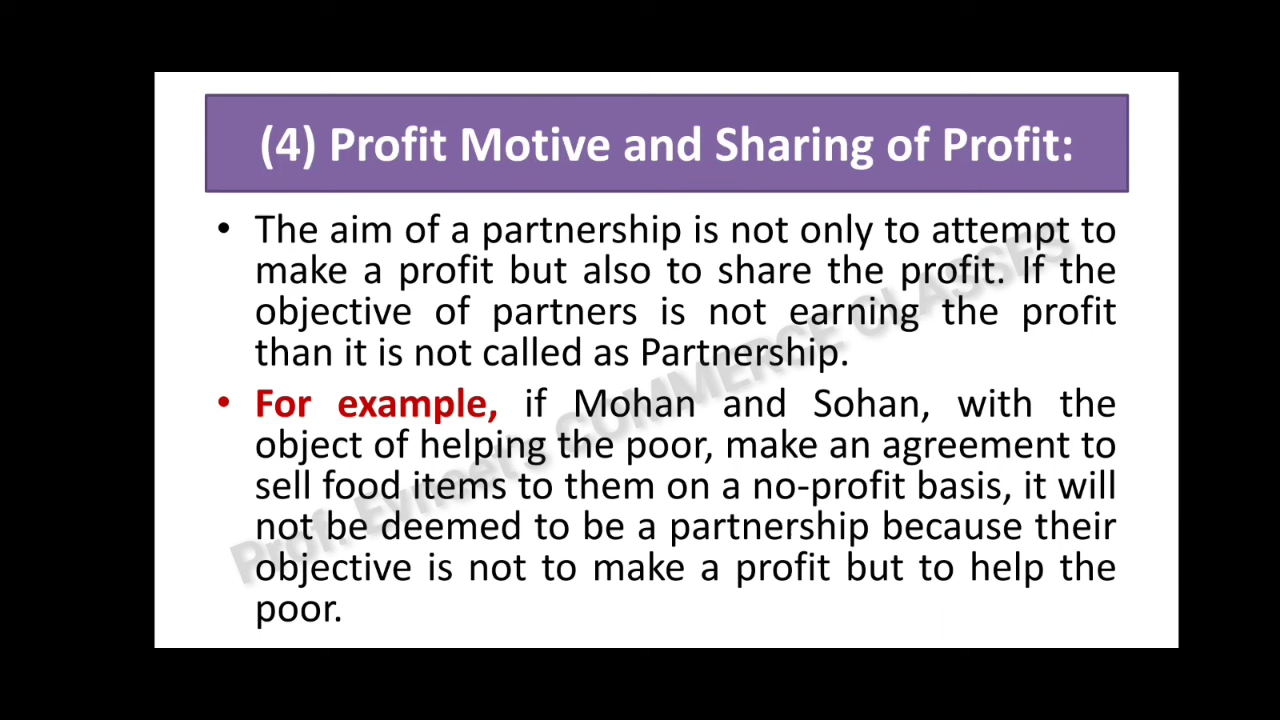 (4) Profit Motive and Sharing of Profit:
• The aim of a partnership is not only to attempt to
make a profit but also to share the profit. If the
objective of partners is not earning the profit
than it is not called as Partnership.
• For example, if Mohan and Sohan, with the
object of helping the poor, make an agreement to
sell food items to them on a no-profit basis, it will
not be deemed to be a partnership because their
objective is not to make a profit but to help the
poor.
COMMERCE CLASSES